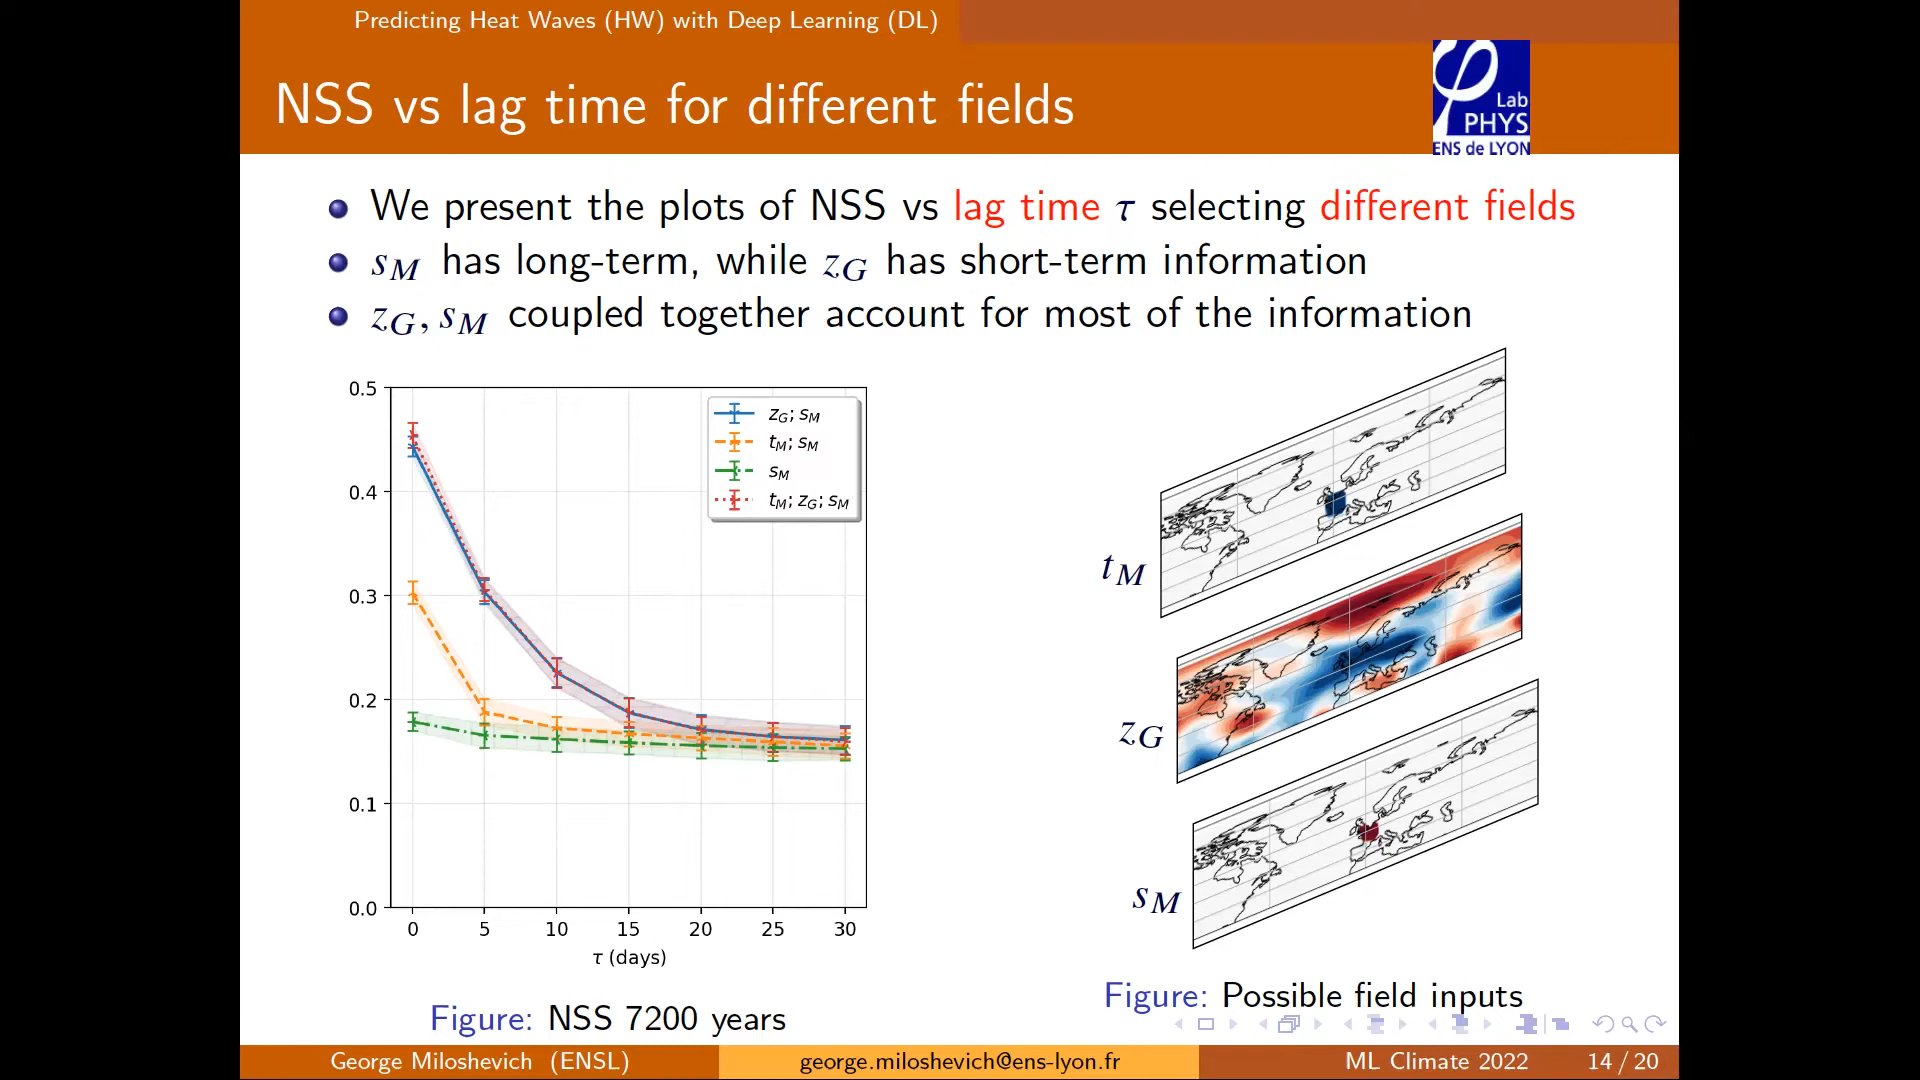 Predicting Heat Waves (HW) with Deep Learning (DL)
NSS vs lag time for different fields
Lab
PHYS
ENS de LYON
We present the plots of NSS vs lag time τ selecting different fields
s_M has long-term, while z_G has short-term information
z_G, s_M coupled together account for most of the information
0.5
0.4
0.3
0.2
0.1
0.0
z_G; s_M
t_M; s_M
s_M
t_M; z_G; s_M
0 5 10 15 20 25 30
τ (days)
Figure: NSS 7200 years
t_M
z_G
s_M
Figure: Possible field inputs
George Miloshevich (ENSL) george.miloshevich@ens-lyon.fr ML Climate 2022 14 / 20